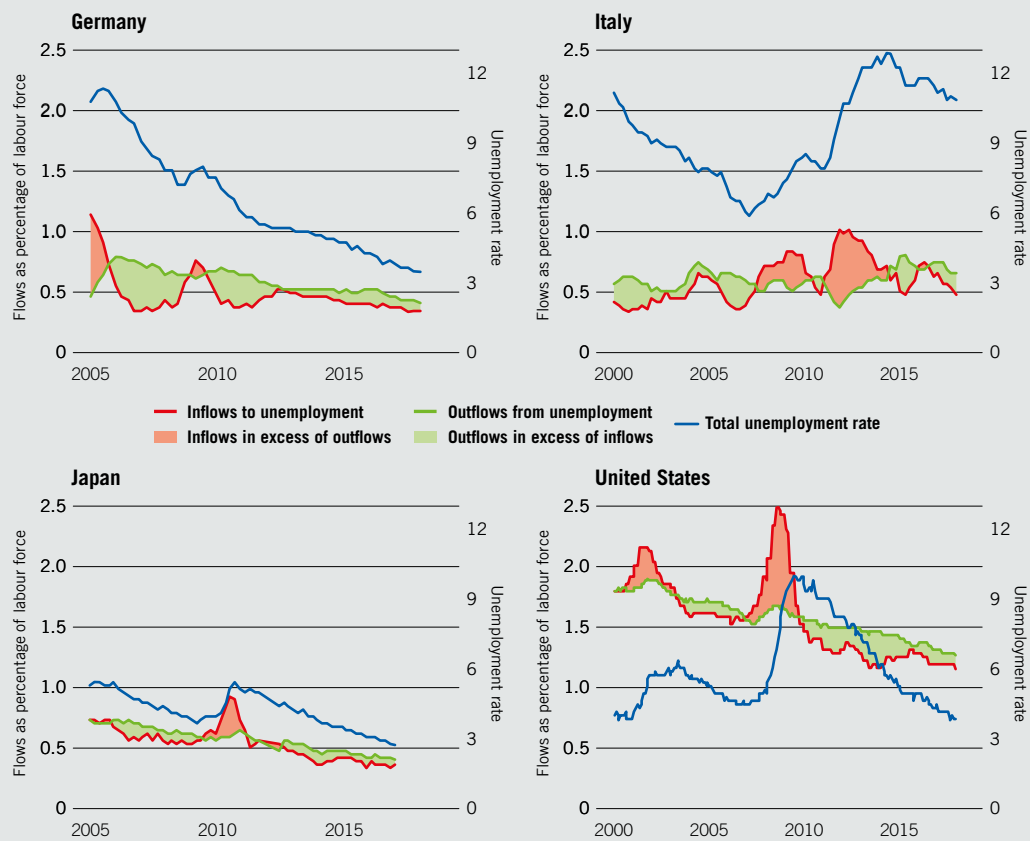 Germany
Flows as percentage of labour force
2.5
2.0
1.5
1.0
0.5
0
12
9
6
3
0
Unemployment rate
2005 2010 2015
Italy
Flows as percentage of labour force
2.5
2.0
1.5
1.0
0.5
0
12
9
6
3
0
Unemployment rate
2000 2005 2010 2015
Inflows to unemployment
Outflows from unemployment
Total unemployment rate
Inflows in excess of outflows
Outflows in excess of inflows
Japan
Flows as percentage of labour force
2.5
2.0
1.5
1.0
0.5
0
12
9
6
3
0
Unemployment rate
2005 2010 2015
United States
Flows as percentage of labour force
2.5
2.0
1.5
1.0
0.5
0
12
9
6
3
0
Unemployment rate
2000 2005 2010 2015